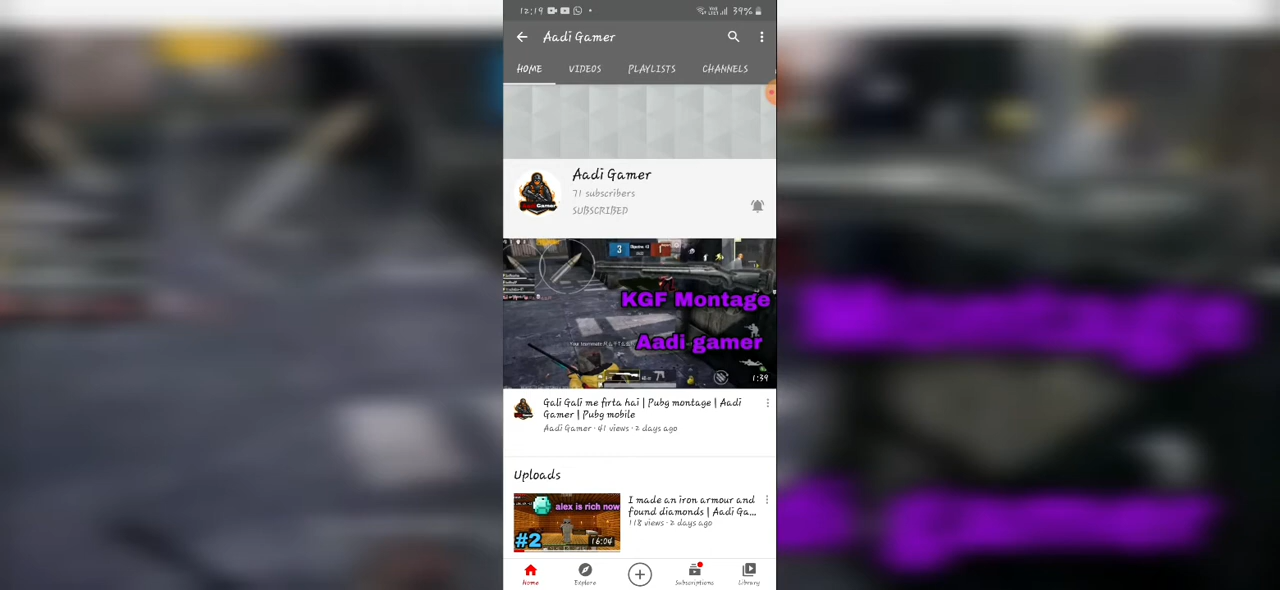 12:19
39%
Aadi Gamer
HOME VIDEOS PLAYLISTS CHANNELS
Aadi Gamer
71 subscribers
SUBSCRIBED
3
KGF Montage
Aadi gamer
1:39
Gali Gali me firta hai | Pubg montage | Aadi
Gamer | Pubg mobile
Aadi Gamer · 41 views · 2 days ago
Uploads
alex is rich now
#2
16:04
I made an iron armour and
found diamonds | Aadi Ga...
118 views · 2 days ago
Home Explore Subscriptions Library